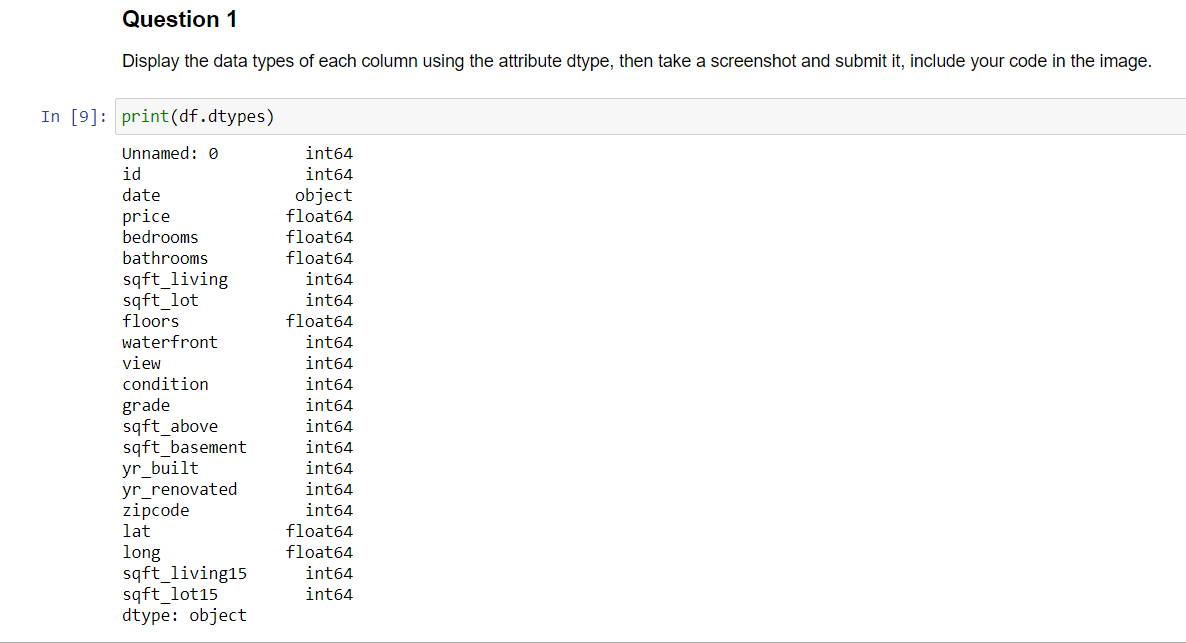 Question 1
Display the data types of each column using the attribute dtype, then take a screenshot and submit it, include your code in the image.
In [9]: print(df.dtypes)
Unnamed: 0 int64
id int64
date object
price float64
bedrooms float64
bathrooms float64
sqft_living int64
sqft_lot int64
floors float64
waterfront int64
view int64
condition int64
grade int64
sqft_above int64
sqft_basement int64
yr_built int64
yr_renovated int64
zipcode int64
lat float64
long float64
sqft_living15 int64
sqft_lot15 int64
dtype: object